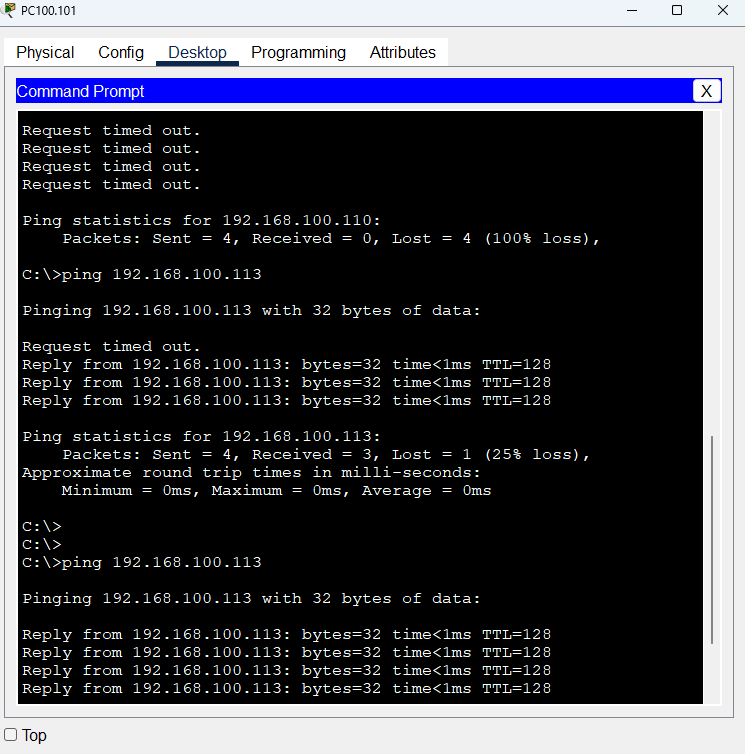 PC100.101
Physical Config Desktop Programming Attributes
Command Prompt
X
Request timed out.
Request timed out.
Request timed out.
Request timed out.
Ping statistics for 192.168.100.110:
Packets: Sent = 4, Received = 0, Lost = 4 (100% loss),
C:\>ping 192.168.100.113
Pinging 192.168.100.113 with 32 bytes of data:
Request timed out.
Reply from 192.168.100.113: bytes=32 time<1ms TTL=128
Reply from 192.168.100.113: bytes=32 time<1ms TTL=128
Reply from 192.168.100.113: bytes=32 time<1ms TTL=128
Ping statistics for 192.168.100.113:
Packets: Sent = 4, Received = 3, Lost = 1 (25% loss),
Approximate round trip times in milli-seconds:
Minimum = 0ms, Maximum = 0ms, Average = 0ms
C:\>
C:\>
C:\>ping 192.168.100.113
Pinging 192.168.100.113 with 32 bytes of data:
Reply from 192.168.100.113: bytes=32 time<1ms TTL=128
Reply from 192.168.100.113: bytes=32 time<1ms TTL=128
Reply from 192.168.100.113: bytes=32 time<1ms TTL=128
Reply from 192.168.100.113: bytes=32 time<1ms TTL=128
Top